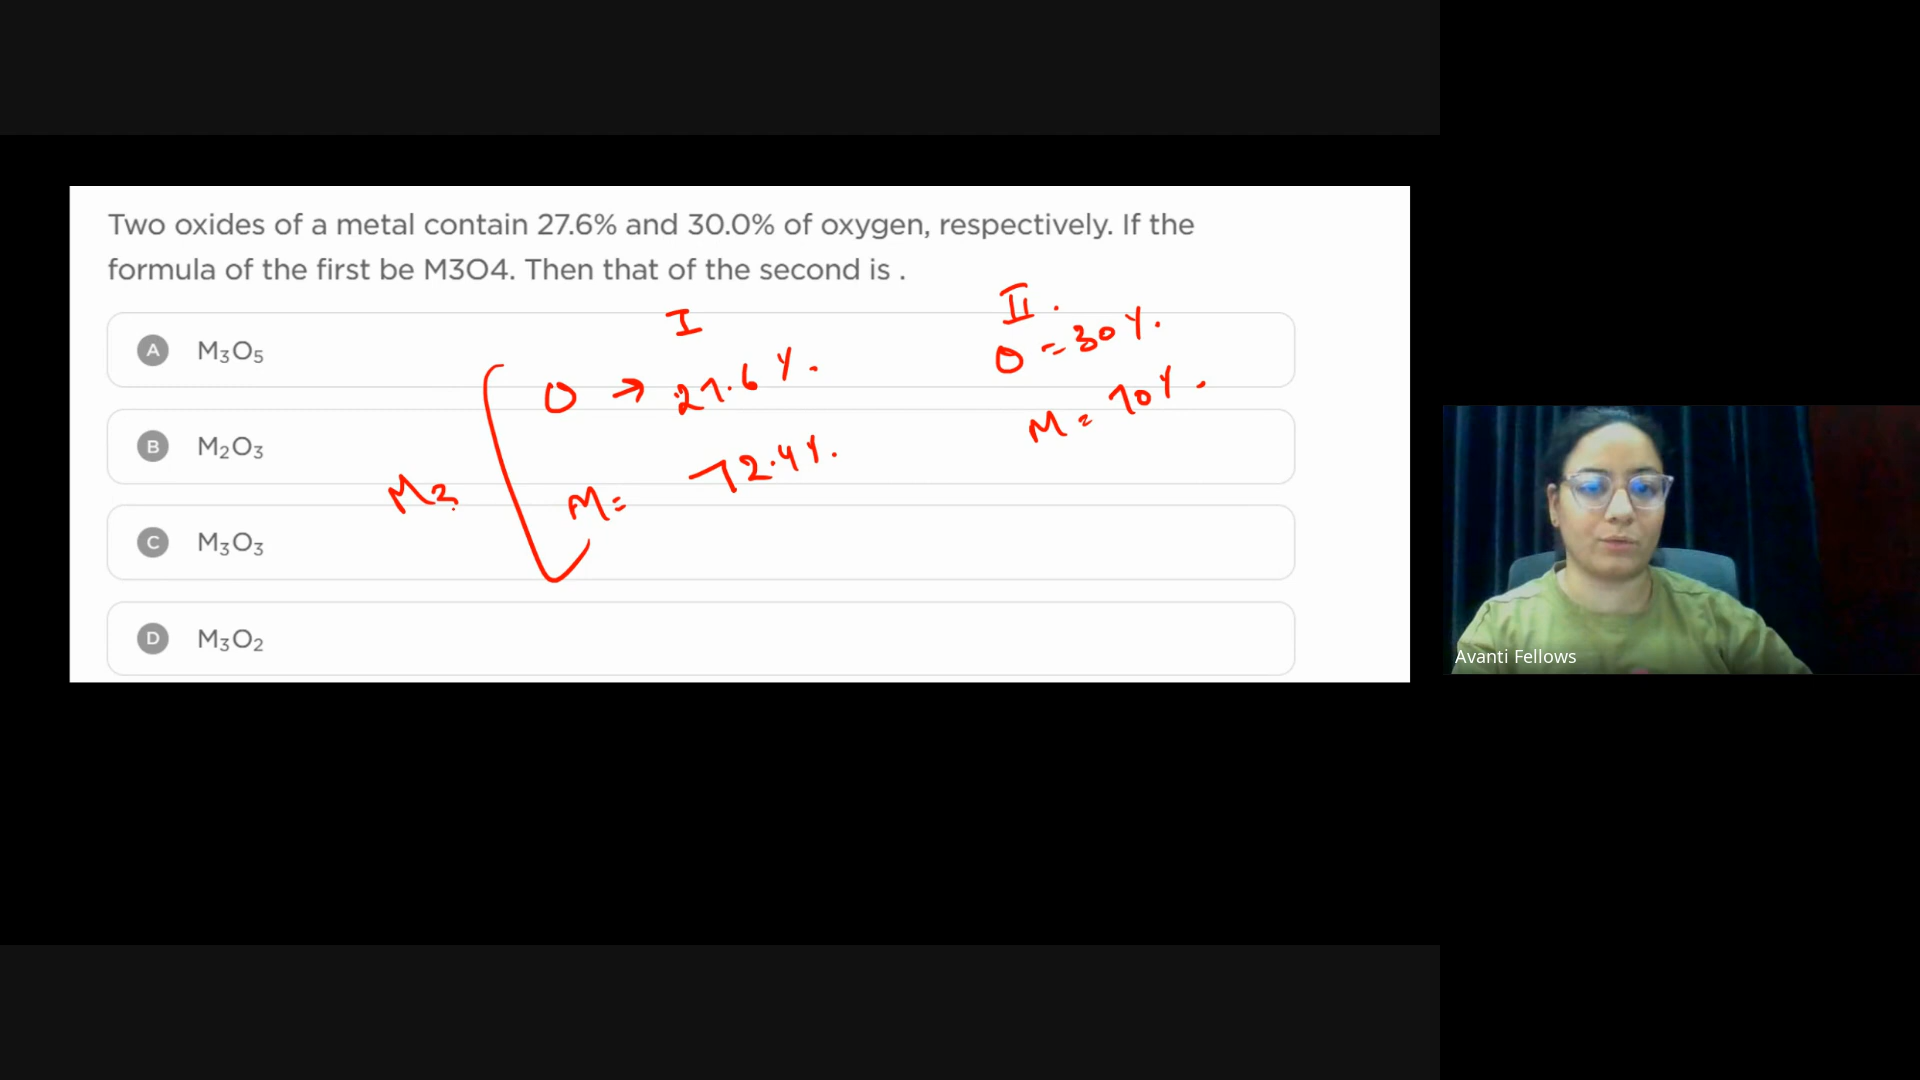 Two oxides of a metal contain 27.6% and 30.0% of oxygen, respectively. If the
formula of the first be M3O4. Then that of the second is .
A M₃O₅
B M₂O₃
C M₃O₃
D M₃O₂
I
O → 27.6 %.
M = 72.4 %.
M?
II.
O = 30 %.
M = 70 %.
Avanti Fellows